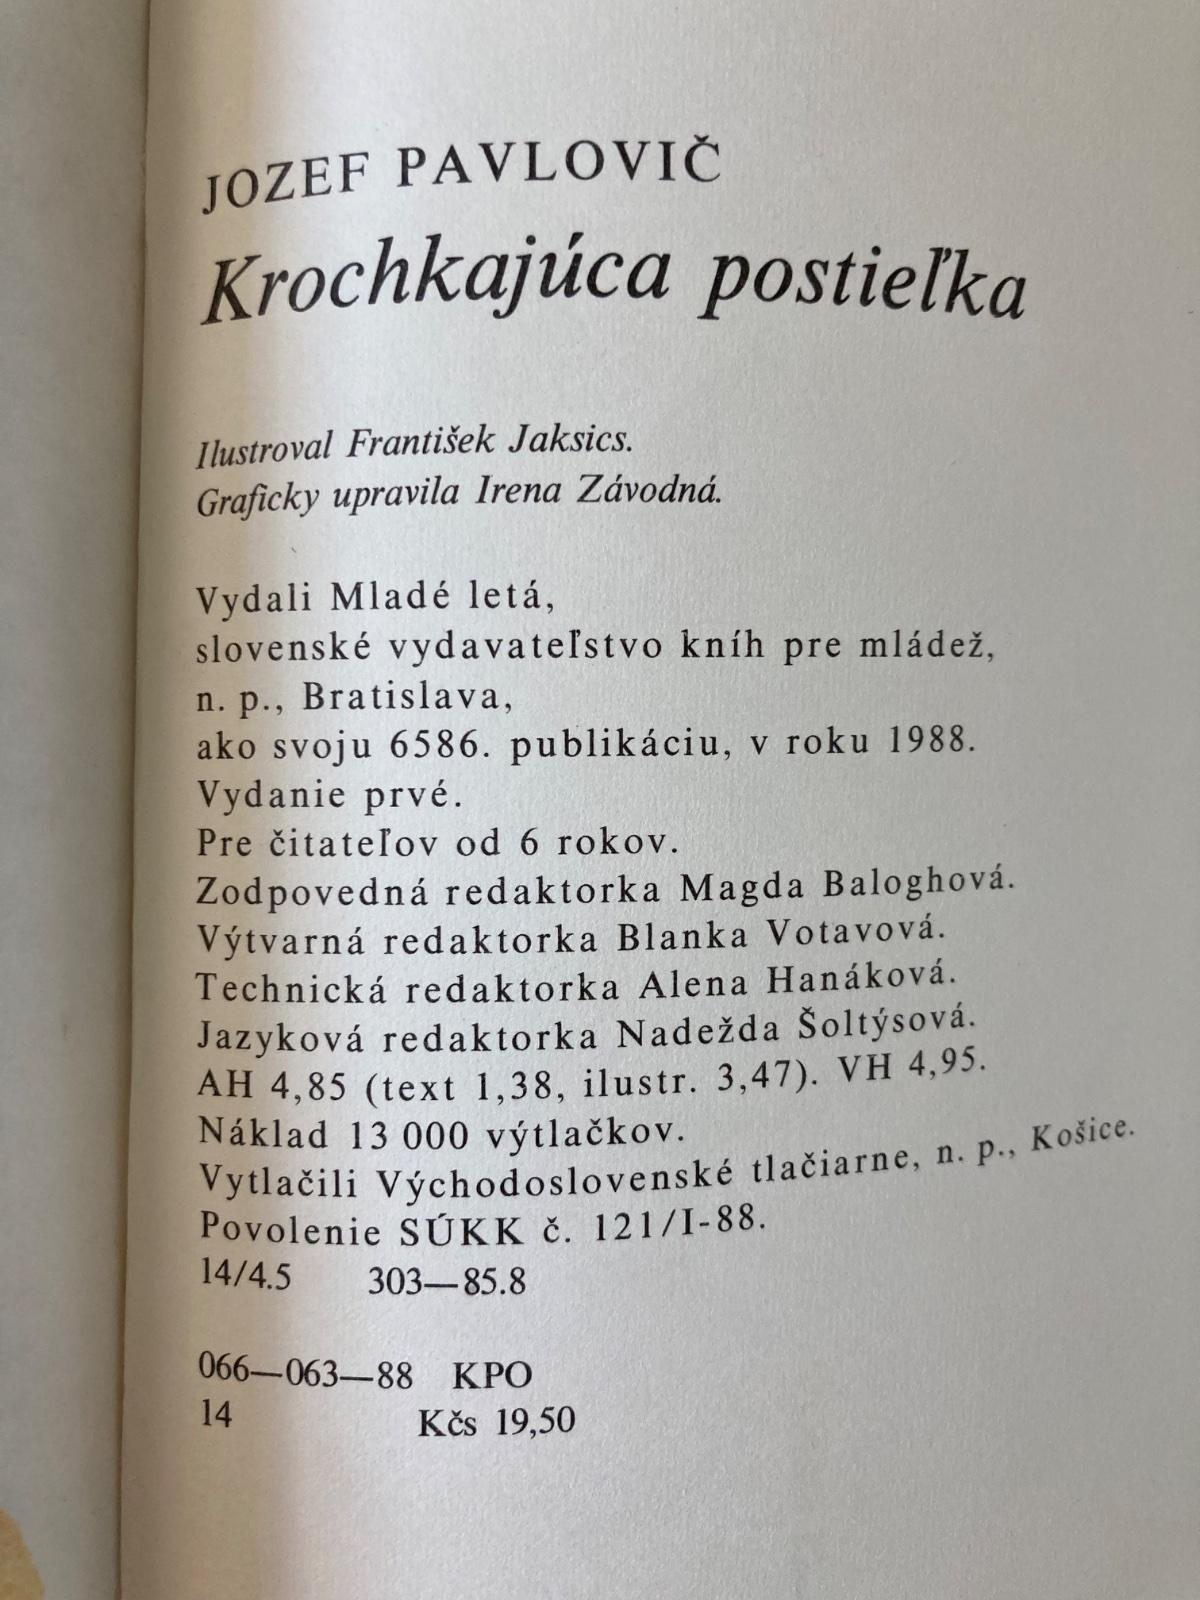 JOZEF PAVLOVIČ
Krochkajúca postieľka
Ilustroval František Jaksics.
Graficky upravila Irena Závodná.
Vydali Mladé letá,
slovenské vydavateľstvo kníh pre mládež,
n. p., Bratislava,
ako svoju 6586. publikáciu, v roku 1988.
Vydanie prvé.
Pre čitateľov od 6 rokov.
Zodpovedná redaktorka Magda Baloghová.
Výtvarná redaktorka Blanka Votavová.
Technická redaktorka Alena Hanáková.
Jazyková redaktorka Nadežda Šoltýsová.
AH 4,85 (text 1,38, ilustr. 3,47). VH 4,95.
Náklad 13 000 výtlačkov.
Vytlačili Východoslovenské tlačiarne, n. p., Košice.
Povolenie SÚKK č. 121/I-88.
14/4.5 303—85.8
066—063—88 KPO
14 Kčs 19,50